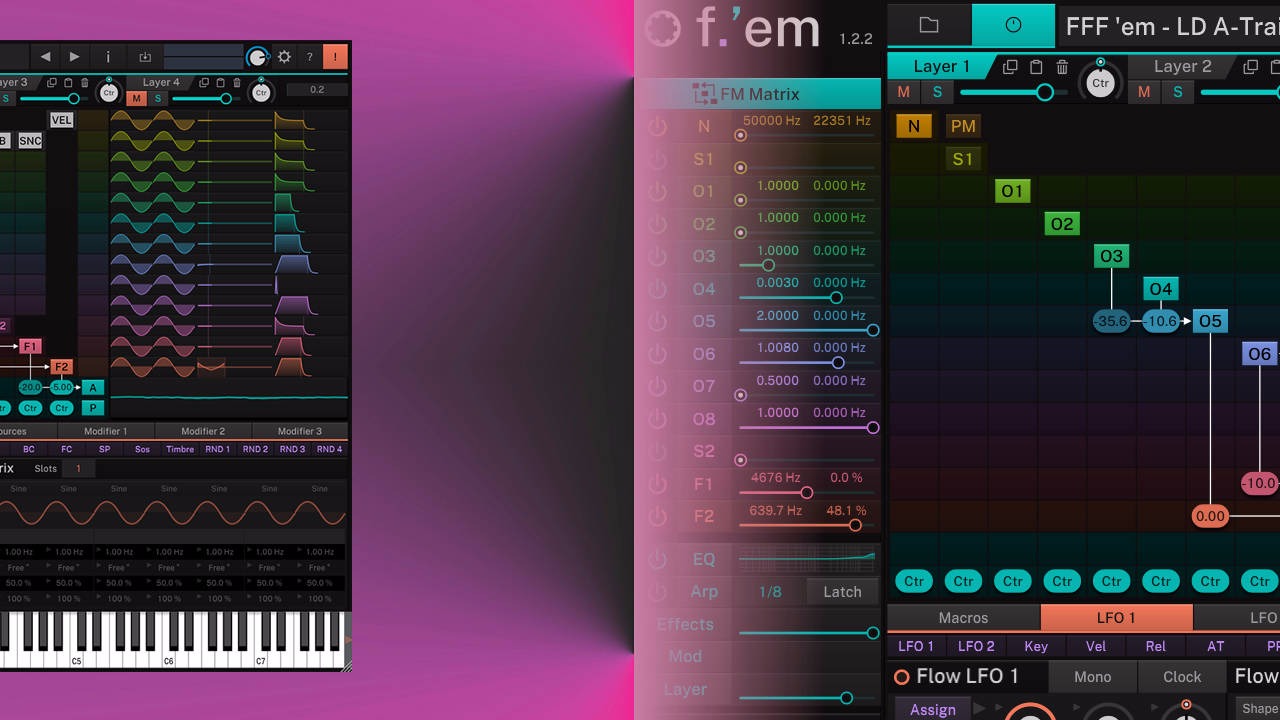 ayer 3
Layer 4
Ctr
Ctr
0.2
S
M
S
VEL
B
SNC
2
F1
F2
-20.0
5.00
A
tr
Ctr
Ctr
P
ources
Modifier 1
Modifier 2
Modifier 3
BC
FC
SP
Sos
Timbre
RND 1
RND 2
RND 3
RND 4
rix
Slots
1
Sine Sine Sine Sine Sine Sine Sine
1.00 Hz 1.00 Hz 1.00 Hz 1.00 Hz 1.00 Hz 1.00 Hz 1.00 Hz
Free* Free* Free* Free* Free* Free* Free*
50.0 % 50.0 % 50.0 % 50.0 % 50.0 % 50.0 % 50.0 %
100 % 100 % 100 % 100 % 100 % 100 % 100 %
C5
C6
C7
f.'em
1.2.2
FM Matrix
N 50000 Hz 22351 Hz
S1
O1 1.0000 0.000 Hz
O2 1.0000 0.000 Hz
O3 1.0000 0.000 Hz
O4 0.0030 0.000 Hz
O5 2.0000 0.000 Hz
O6 1.0080 0.000 Hz
O7 0.5000 0.000 Hz
O8 1.0000 0.000 Hz
S2
F1 4676 Hz 0.0 %
F2 639.7 Hz 48.1 %
EQ
Arp 1/8 Latch
Effects
Mod
Layer
FFF 'em - LD A-Trai
Layer 1
Layer 2
M S
Ctr
M S
N PM
S1
O1
O2
O3
O4
-35.6 -10.6 O5
O6
-10.0
0.00
Ctr Ctr Ctr Ctr Ctr Ctr Ctr Ctr
Macros
LFO 1
LFO
LFO 1 LFO 2 Key Vel Rel AT
Flow LFO 1
Mono
Clock
Flow
Assign
Shape